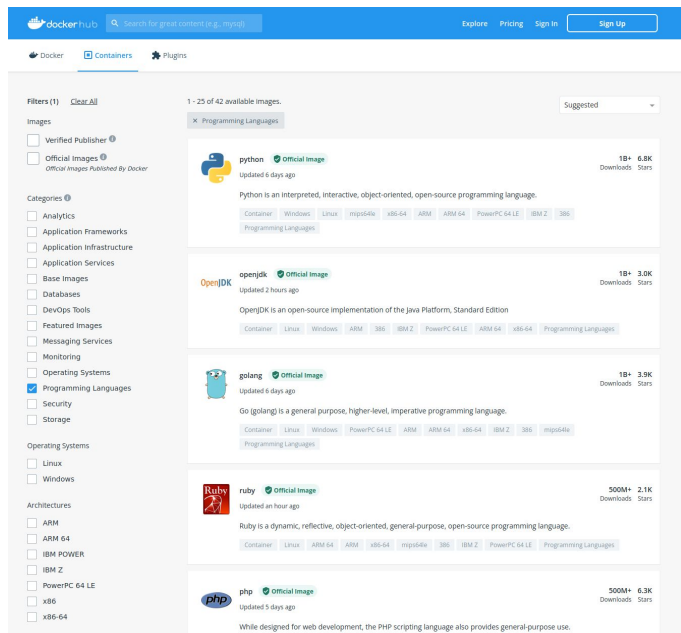 dockerhub
Search for great content (e.g., mysql)
Explore Pricing Sign In Sign Up
Docker Containers Plugins
Filters (1) Clear All
Images
Verified Publisher
Official Images
Official Images Published By Docker
Categories
Analytics
Application Frameworks
Application Infrastructure
Application Services
Base Images
Databases
DevOps Tools
Featured Images
Messaging Services
Monitoring
Operating Systems
Programming Languages
Security
Storage
Operating Systems
Linux
Windows
Architectures
ARM
ARM 64
IBM POWER
IBM Z
PowerPC 64 LE
x86
x86-64
1 - 25 of 42 available images.
Suggested
× Programming Languages
python Official Image
1B+ 6.8K
Downloads Stars
Updated 6 days ago
Python is an interpreted, interactive, object-oriented, open-source programming language.
Container Windows Linux mips64le x86-64 ARM ARM 64 PowerPC 64 LE IBM Z 386
Programming Languages
OpenJDK
openjdk Official Image
1B+ 3.0K
Downloads Stars
Updated 2 hours ago
OpenJDK is an open-source implementation of the Java Platform, Standard Edition
Container Linux Windows ARM 386 IBM Z PowerPC 64 LE ARM 64 x86-64 Programming Languages
golang Official Image
1B+ 3.9K
Downloads Stars
Updated 6 days ago
Go (golang) is a general purpose, higher-level, imperative programming language.
Container Linux Windows PowerPC 64 LE ARM ARM 64 x86-64 IBM Z 386 mips64le
Programming Languages
Ruby
ruby Official Image
500M+ 2.1K
Downloads Stars
Updated an hour ago
Ruby is a dynamic, reflective, object-oriented, general-purpose, open-source programming language.
Container Linux ARM 64 ARM x86-64 mips64le 386 IBM Z PowerPC 64 LE Programming Languages
php
php Official Image
500M+ 6.3K
Downloads Stars
Updated 5 days ago
While designed for web development, the PHP scripting language also provides general-purpose use.